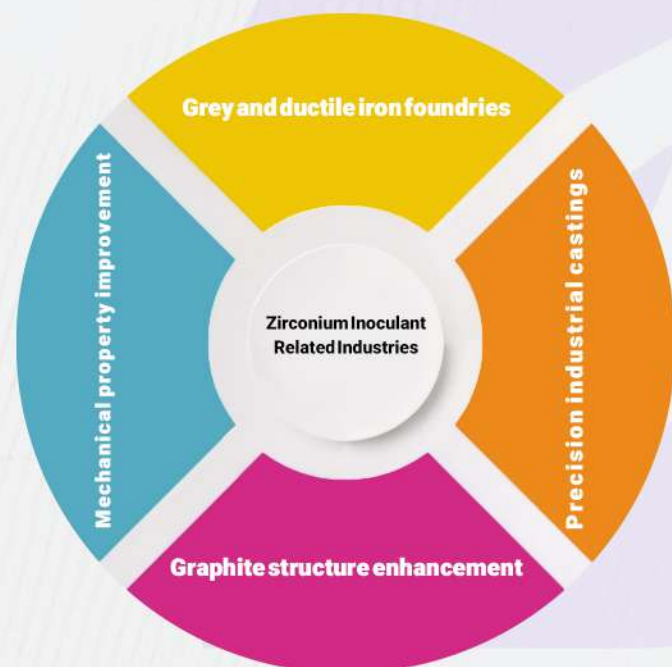 Grey and ductile iron foundries
Mechanical property improvement
Zirconium Inoculant
Related Industries
Precision industrial castings
Graphite structure enhancement